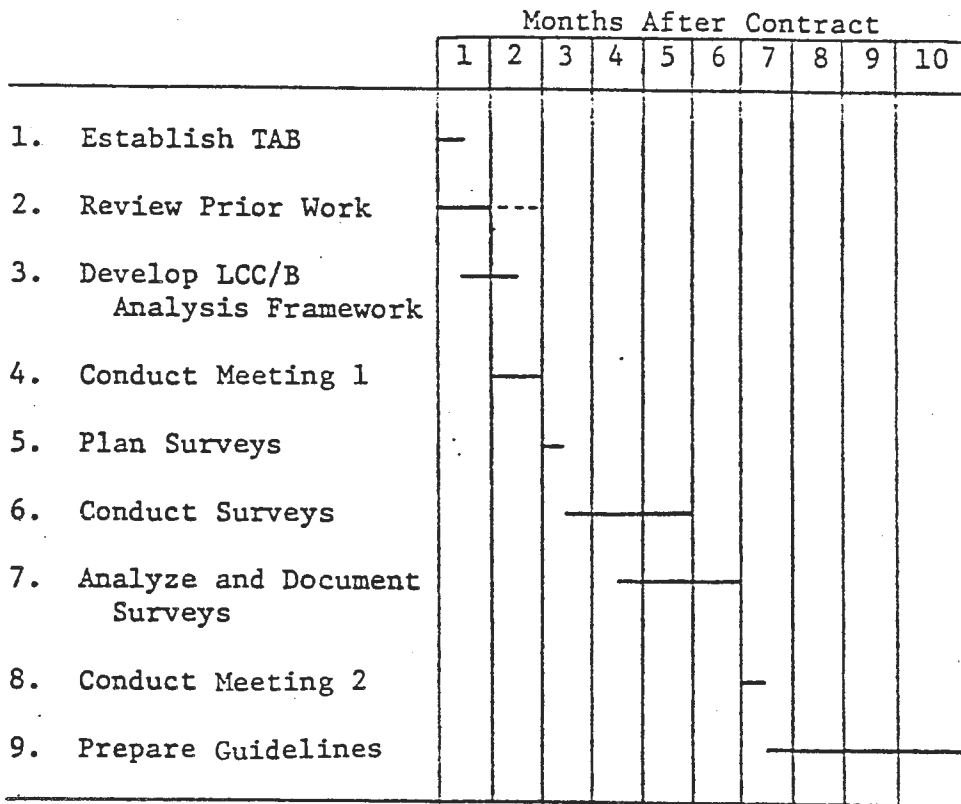 Months After Contract
1 2 3 4 5 6 7 8 9 10
1. Establish TAB
2. Review Prior Work
3. Develop LCC/B
Analysis Framework
4. Conduct Meeting 1
5. Plan Surveys
6. Conduct Surveys
7. Analyze and Document
Surveys
8. Conduct Meeting 2
9. Prepare Guidelines